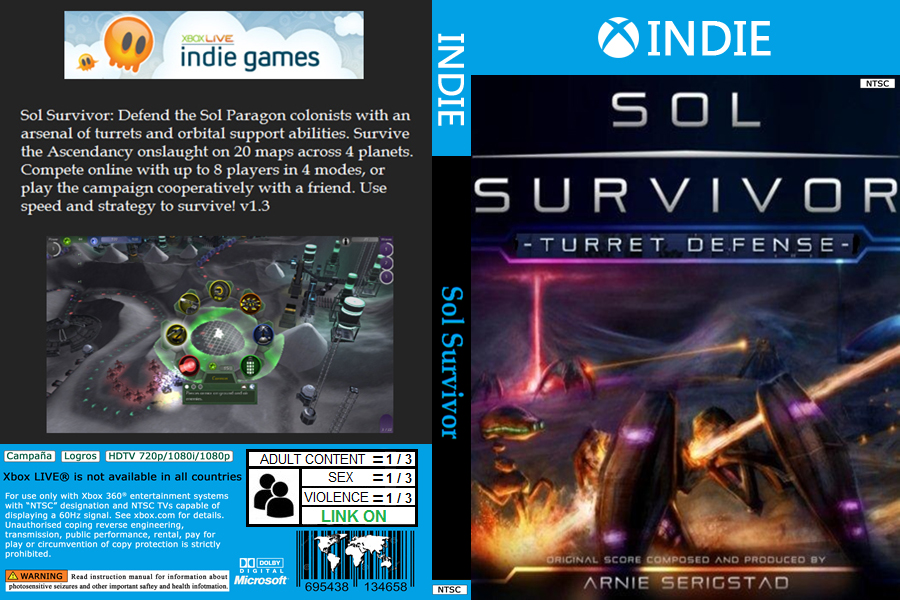 XBOX LIVE
indie games
Sol Survivor: Defend the Sol Paragon colonists with an
arsenal of turrets and orbital support abilities. Survive
the Ascendancy onslaught on 20 maps across 4 planets.
Compete online with up to 8 players in 4 modes, or
play the campaign cooperatively with a friend. Use
speed and strategy to survive! v1.3
Campaña Logros HDTV 720p/1080i/1080p
Xbox LIVE® is not available in all countries
For use only with Xbox 360® entertainment systems
with “NTSC” designation and NTSC TVs capable of
displaying a 60Hz signal. See xbox.com for details.
Unauthorised coping reverse engineering,
transmission, public performance, rental, pay for
play or circumvention of copy protection is strictly
prohibited.
WARNING Read instruction manual for information about
photosensitive seizures and other important saftey and health infotmation.
ADULT CONTENT = 1 / 3
SEX = 1 / 3
VIOLENCE = 1 / 3
LINK ON
DOLBY
DIGITAL
Microsoft
695438 134658
INDIE
Sol Survivor
NTSC
INDIE
NTSC
SOL
SURVIVOR
-TURRET DEFENSE-
ORIGINAL SCORE COMPOSED AND PRODUCED BY
ARNIE SERIGSTAD